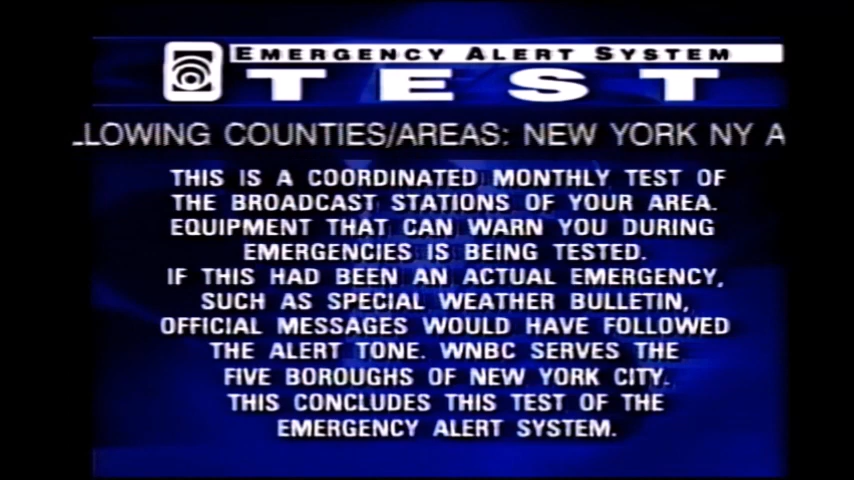 EMERGENCY ALERT SYSTEM
TEST
LLOWING COUNTIES/AREAS: NEW YORK NY A
THIS IS A COORDINATED MONTHLY TEST OF
THE BROADCAST STATIONS OF YOUR AREA.
EQUIPMENT THAT CAN WARN YOU DURING
EMERGENCIES IS BEING TESTED.
IF THIS HAD BEEN AN ACTUAL EMERGENCY,
SUCH AS SPECIAL WEATHER BULLETIN,
OFFICIAL MESSAGES WOULD HAVE FOLLOWED
THE ALERT TONE. WNBC SERVES THE
FIVE BOROUGHS OF NEW YORK CITY.
THIS CONCLUDES THIS TEST OF THE
EMERGENCY ALERT SYSTEM.